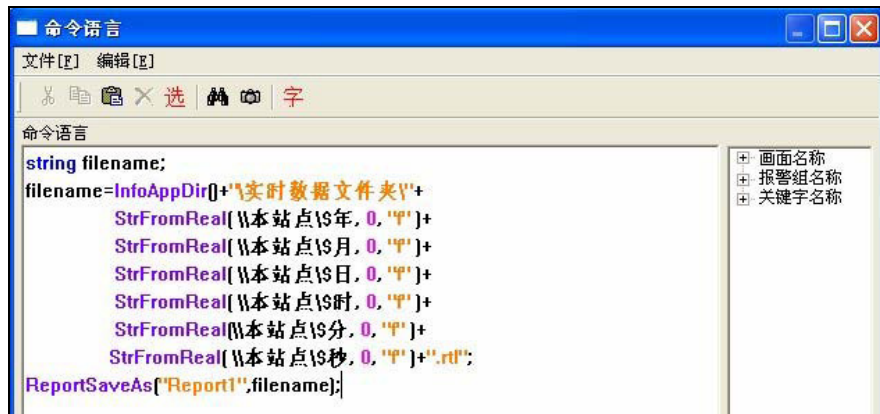 命令语言
文件[F] 编辑[E]
选 字
命令语言
string filename;
filename=InfoAppDir()+"\实时数据文件夹\"+
StrFromReal( \\本站点\$年, 0, "f" )+
StrFromReal( \\本站点\$月, 0, "f" )+
StrFromReal( \\本站点\$日, 0, "f" )+
StrFromReal( \\本站点\$时, 0, "f" )+
StrFromReal(\\本站点\$分, 0, "f" )+
StrFromReal( \\本站点\$秒, 0, "f" )+".rtl";
ReportSaveAs("Report1",filename);
画面名称
报警组名称
关键字名称